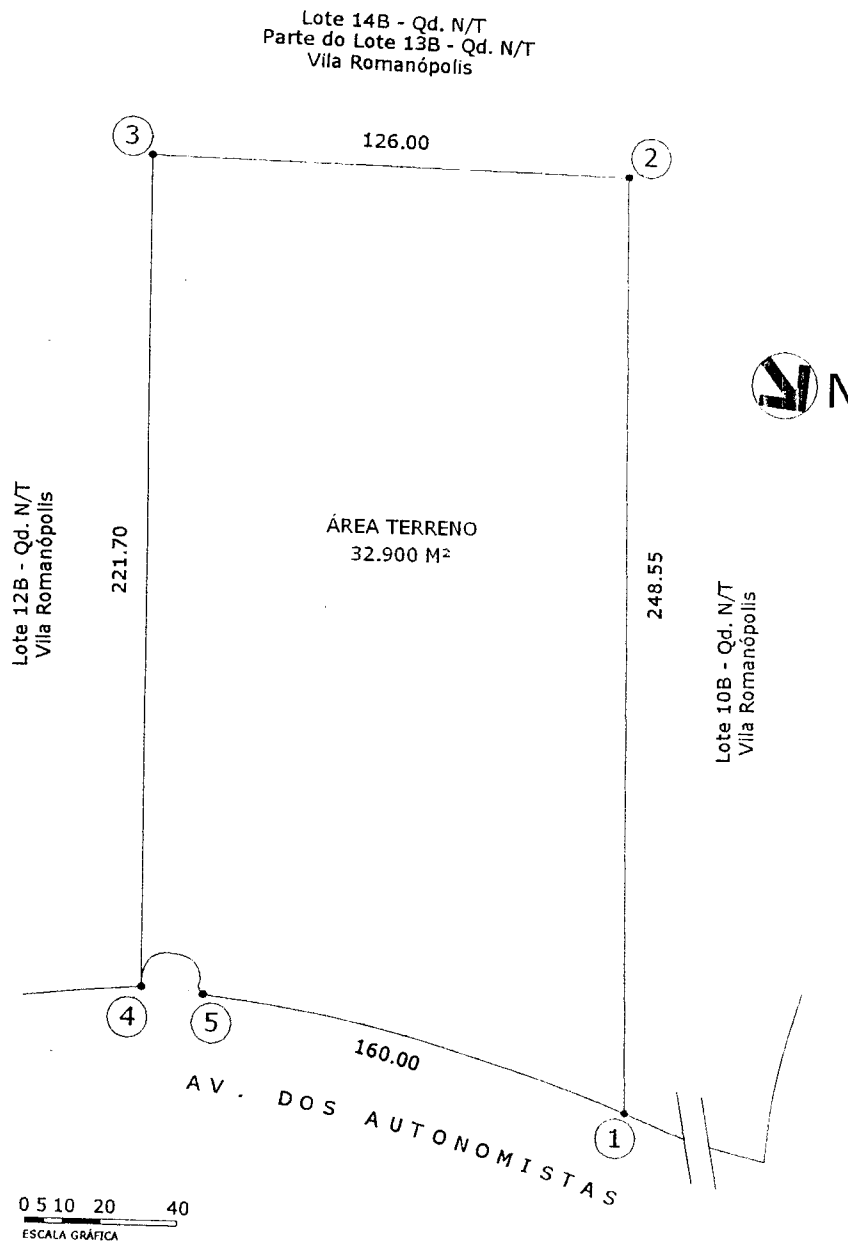 Lote 14B - Qd. N/T
Parte do Lote 13B - Qd. N/T
Vila Romanópolis
3
126.00
2
N
ÁREA TERRENO
32.900 M²
Lote 12B - Qd. N/T
Vila Romanópolis
221.70
248.55
Lote 10B - Qd. N/T
Vila Romanópolis
4
5
160.00
AV. DOS AUTONOMISTAS
1
0 5 10 20 40
ESCALA GRÁFICA